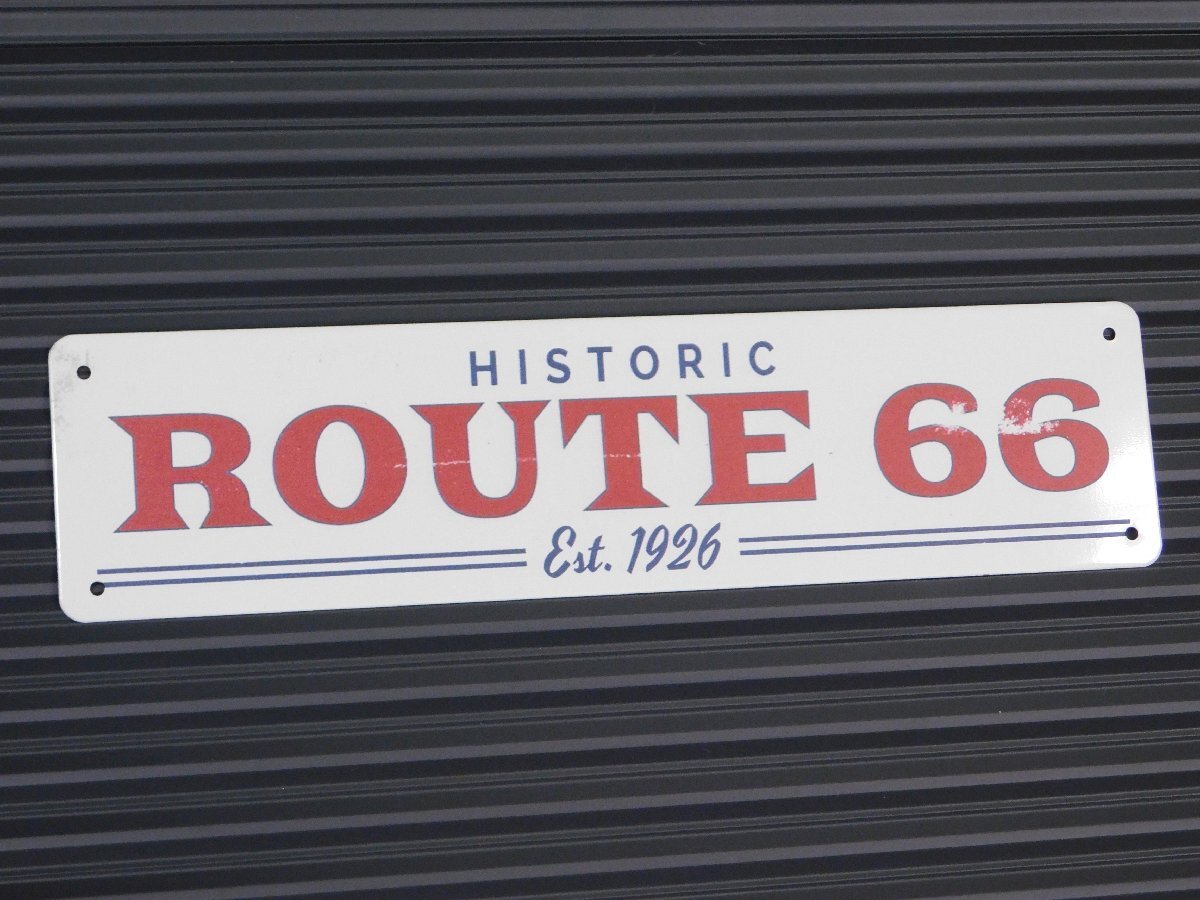 HISTORIC
ROUTE 66
Est. 1926